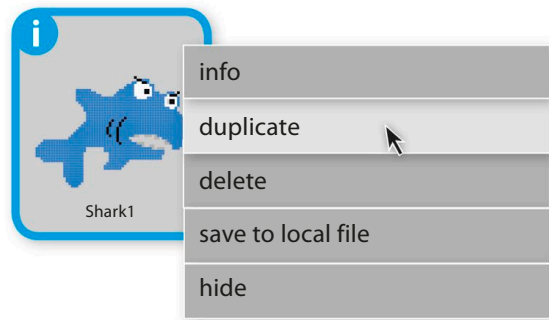 i
info
duplicate
delete
Shark1
save to local file
hide